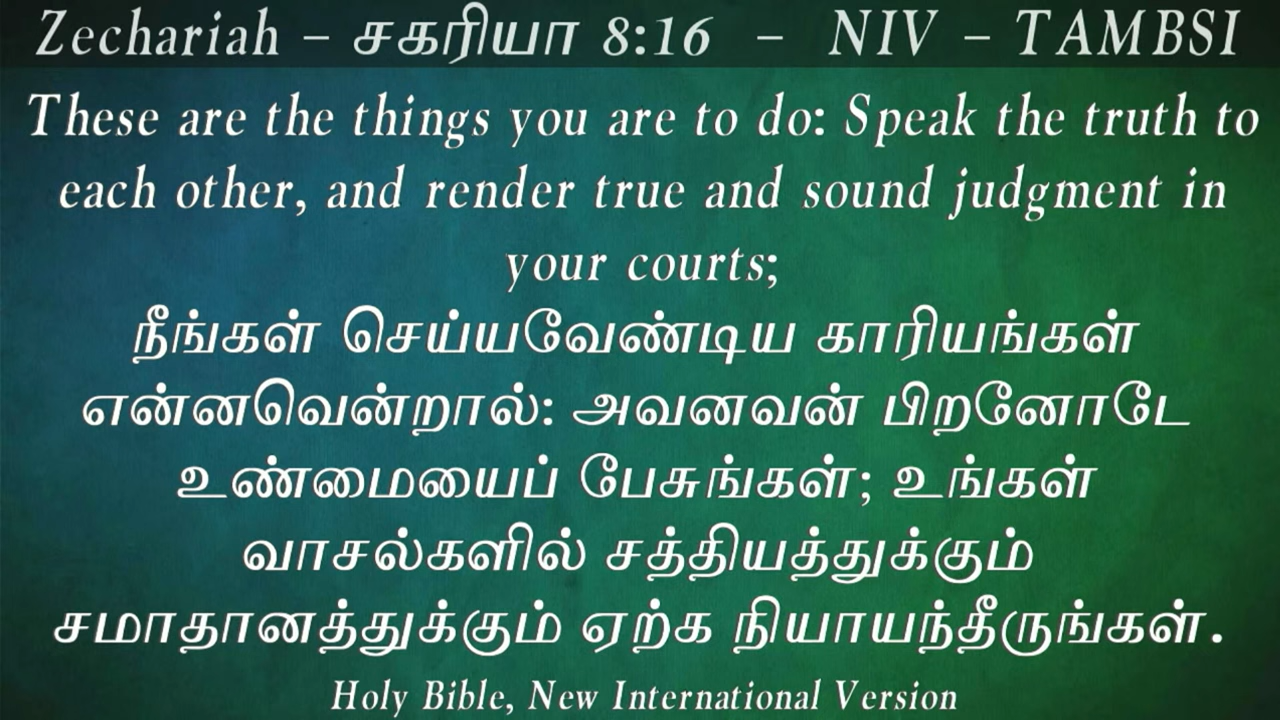 Zechariah – சகரியா 8:16 – NIV – TAMBSI
These are the things you are to do: Speak the truth to
each other, and render true and sound judgment in
your courts;
நீங்கள் செய்யவேண்டிய காரியங்கள்
என்னவென்றால்: அவனவன் பிறனோடே
உண்மையைப் பேசுங்கள்; உங்கள்
வாசல்களில் சத்தியத்துக்கும்
சமாதானத்துக்கும் ஏற்க நியாயந்தீருங்கள்.
Holy Bible, New International Version